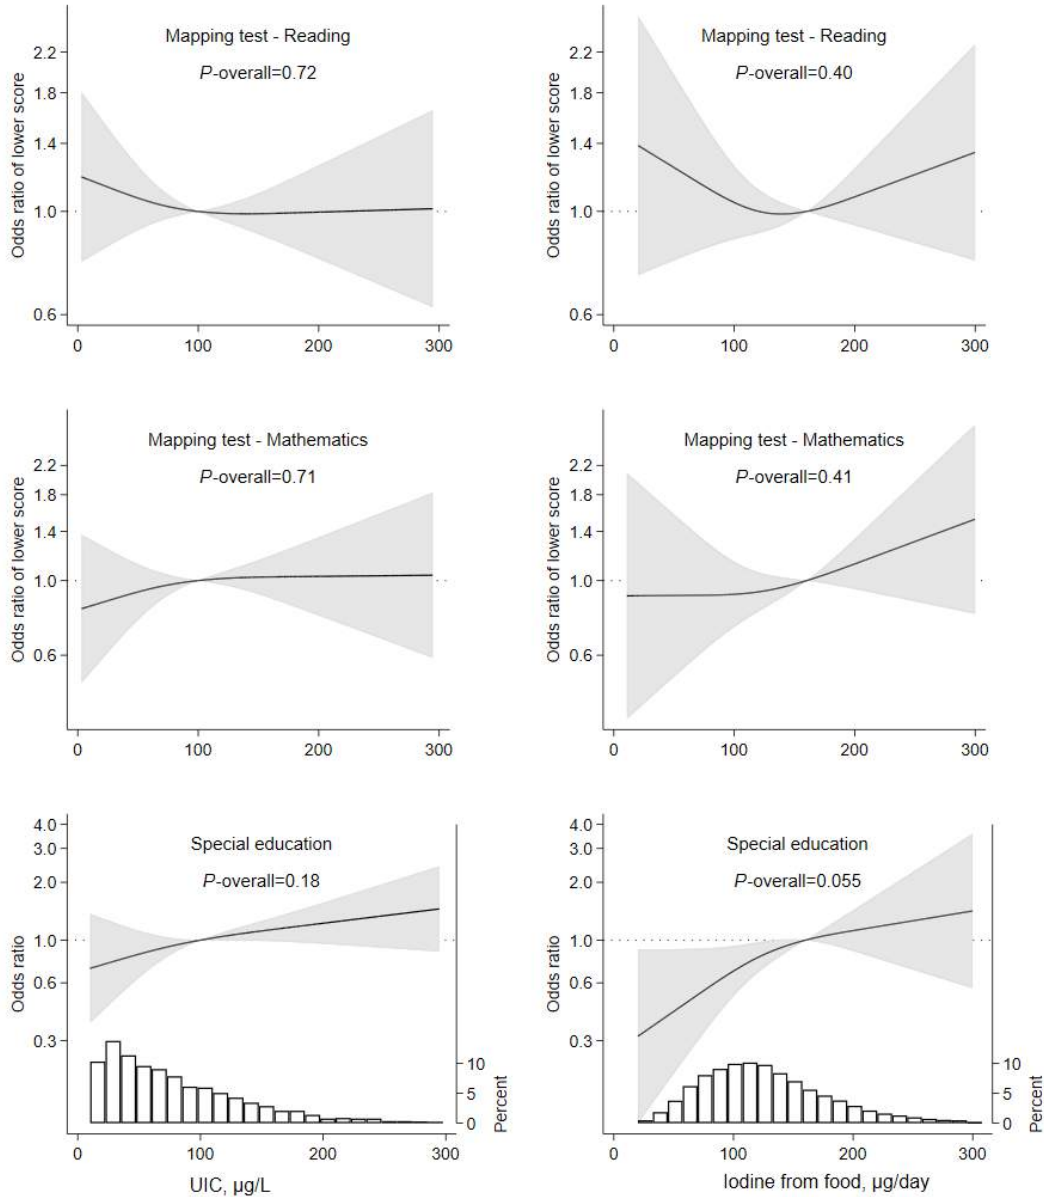 Mapping test - Reading
P-overall=0.72
Odds ratio of lower score
2.2
1.8
1.4
1.0
0.6
0 100 200 300
Mapping test - Reading
P-overall=0.40
Odds ratio of lower score
2.2
1.8
1.4
1.0
0.6
0 100 200 300
Mapping test - Mathematics
P-overall=0.71
Odds ratio of lower score
2.2
1.8
1.4
1.0
0.6
0 100 200 300
Mapping test - Mathematics
P-overall=0.41
Odds ratio of lower score
2.2
1.8
1.4
1.0
0.6
0 100 200 300
Special education
P-overall=0.18
Odds ratio
4.0
3.0
2.0
1.0
0.6
0.3
10
5
0
Percent
0 100 200 300
UIC, µg/L
Special education
P-overall=0.055
Odds ratio
4.0
3.0
2.0
1.0
0.6
0.3
10
5
0
Percent
0 100 200 300
Iodine from food, µg/day